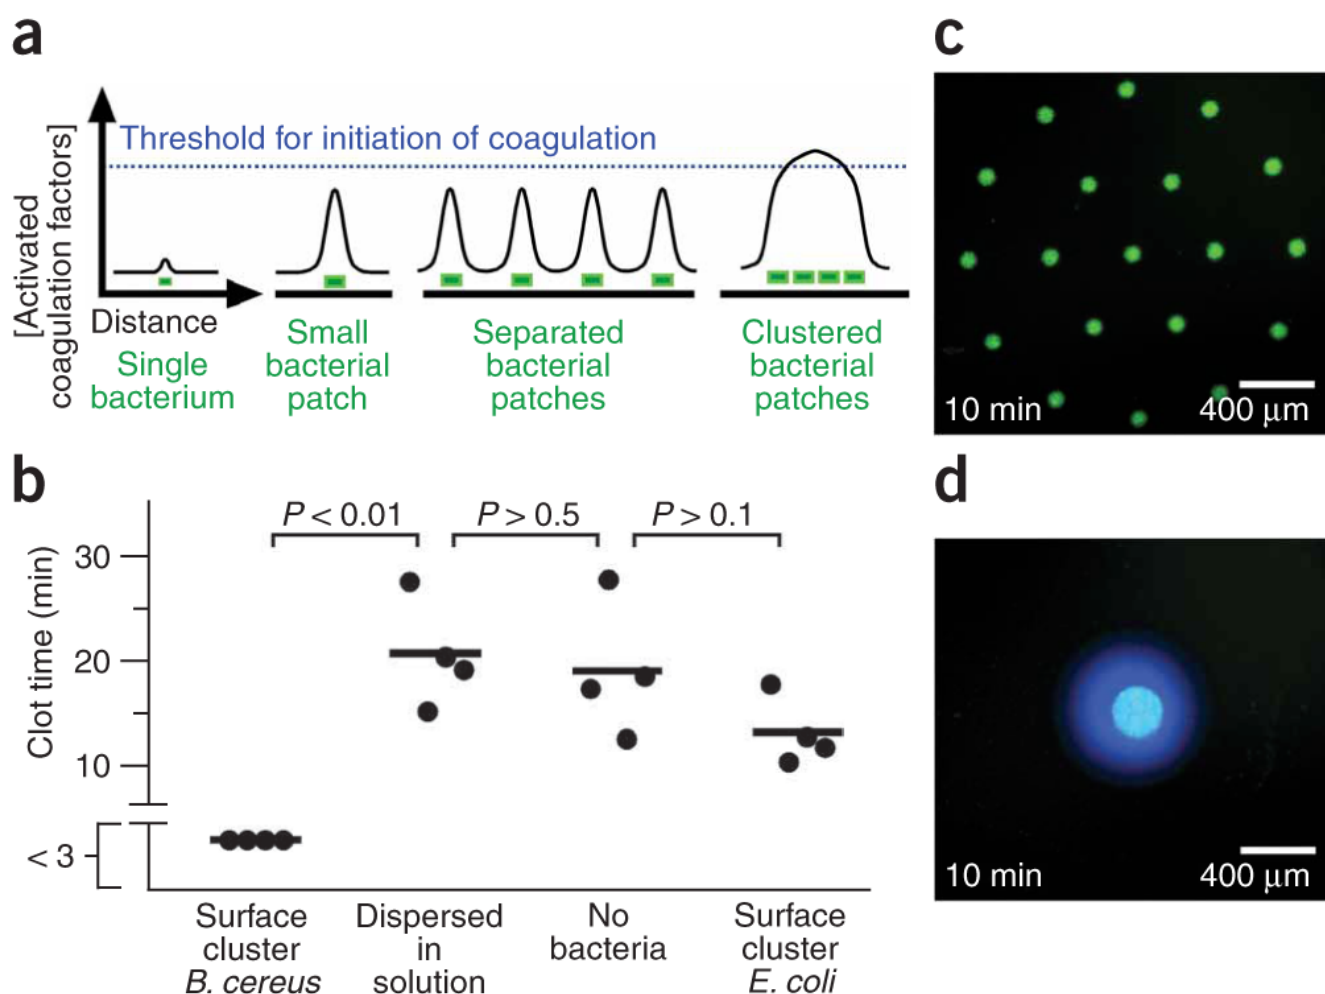 a
Threshold for initiation of coagulation
[Activated
coagulation factors]
Distance
Single
bacterium
Small
bacterial
patch
Separated
bacterial
patches
Clustered
bacterial
patches
b
Clot time (min)
30
20
10
< 3
P < 0.01
P > 0.5
P > 0.1
Surface
cluster
B. cereus
Dispersed
in
solution
No
bacteria
Surface
cluster
E. coli
c
10 min
400 μm
d
10 min
400 μm